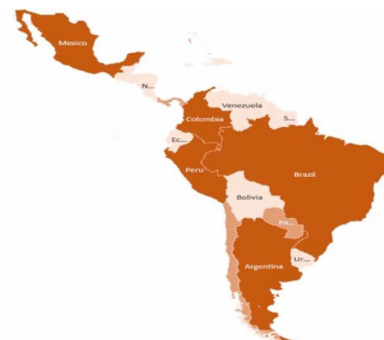 Mexico
N...
Venezuela
Colombia
S...
Ec...
Peru
Brazil
Bolivia
Pa...
Ur...
Argentina